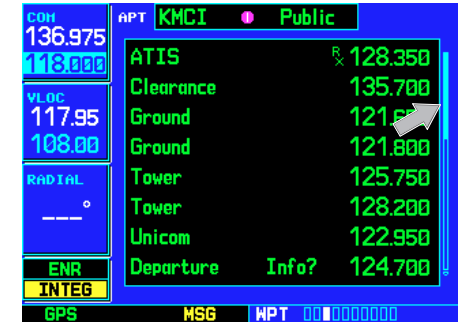 COM
136.975
118.000
VLOC
117.95
108.00
RADIAL
___°
ENR
INTEG
GPS
APT KMCI Public
ATIS Rx 128.350
Clearance 135.700
Ground 121.
Ground 121.800
Tower 125.750
Tower 128.200
Unicom 122.950
Departure Info? 124.700
MSG
WPT